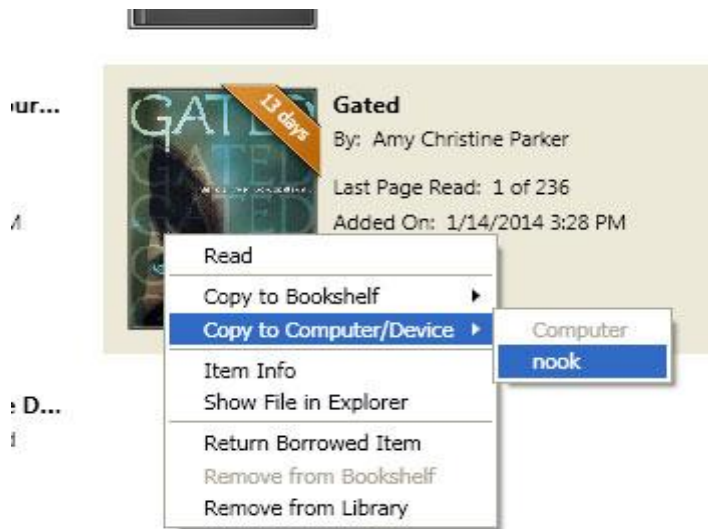 ur...
GATED
13 days
Gated
By: Amy Christine Parker
Last Page Read: 1 of 236
Added On: 1/14/2014 3:28 PM
Read
Copy to Bookshelf
Copy to Computer/Device
Computer
nook
Item Info
Show File in Explorer
e D...
Return Borrowed Item
Remove from Bookshelf
Remove from Library